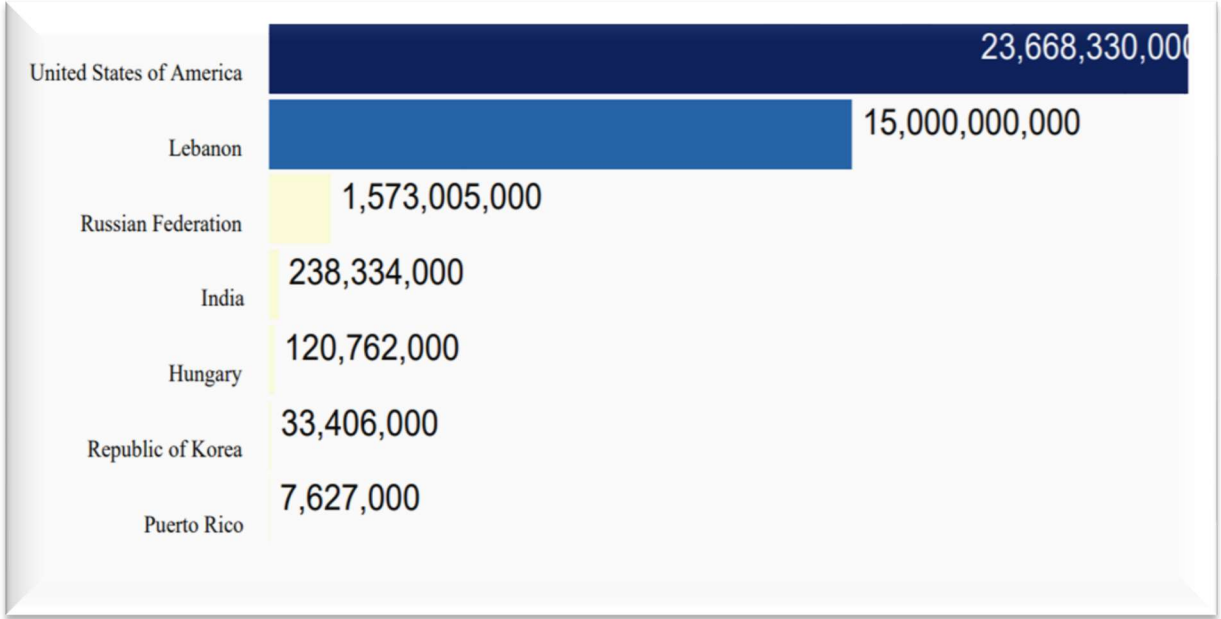 United States of America 23,668,330,000
Lebanon 15,000,000,000
Russian Federation 1,573,005,000
India 238,334,000
Hungary 120,762,000
Republic of Korea 33,406,000
Puerto Rico 7,627,000